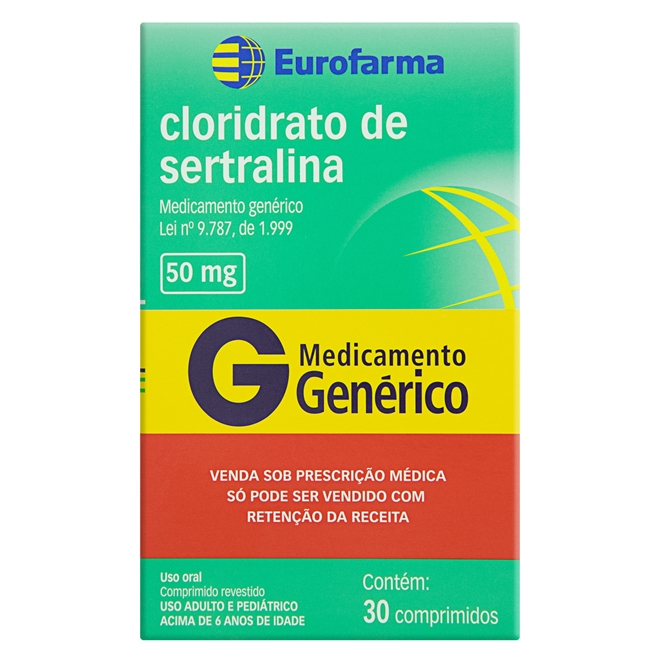 Eurofarma
cloridrato de
sertralina
Medicamento genérico
Lei nº 9.787, de 1.999
50 mg
G Medicamento
Genérico
VENDA SOB PRESCRIÇÃO MÉDICA
SÓ PODE SER VENDIDO COM
RETENÇÃO DA RECEITA
Uso oral
Comprimido revestido
USO ADULTO E PEDIÁTRICO
ACIMA DE 6 ANOS DE IDADE
Contém:
30 comprimidos